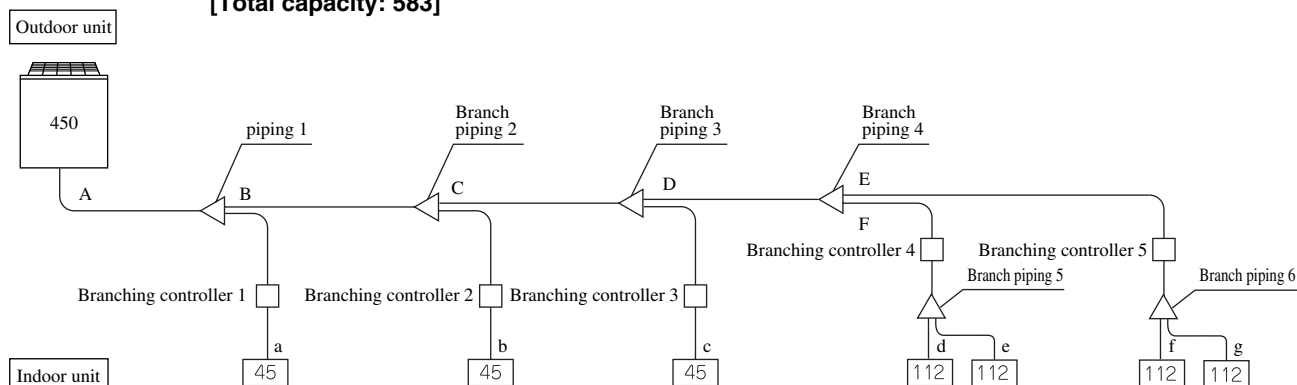 [Total capacity: 583]
Outdoor unit
450
piping 1
Branch
piping 2
Branch
piping 3
Branch
piping 4
A
B
C
D
E
F
Branching controller 4
Branching controller 5
Branch piping 5
Branch piping 6
Branching controller 1
Branching controller 2
Branching controller 3
a
b
c
d
e
f
g
Indoor unit
45
45
45
112
112
112
112